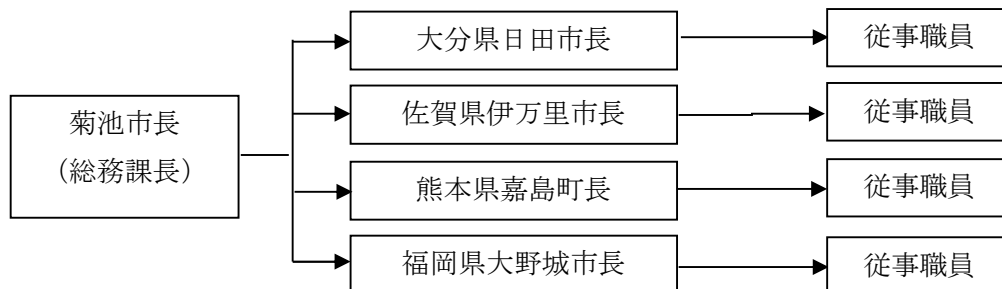 菊池市長
（総務課長）
大分県日田市長
従事職員
佐賀県伊万里市長
従事職員
熊本県嘉島町長
従事職員
福岡県大野城市長
従事職員